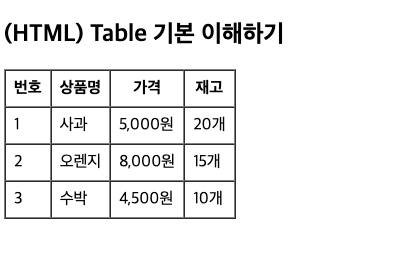 (HTML) Table 기본 이해하기
번호 상품명 가격 재고
1 사과 5,000원 20개
2 오렌지 8,000원 15개
3 수박 4,500원 10개